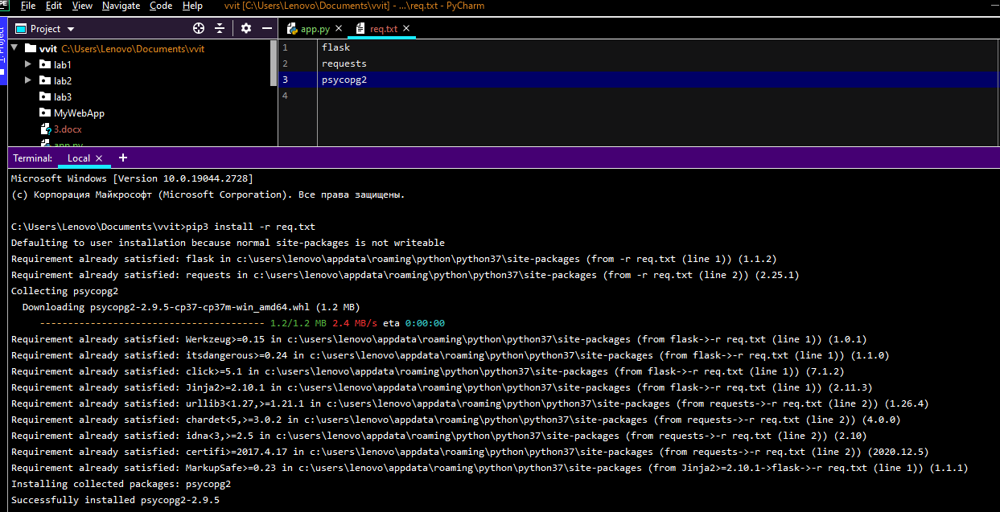 File Edit View Navigate Code Help vvit [C:\Users\Lenovo\Documents\vvit] - ...\req.txt - PyCharm
Project
app.py
req.txt
1: Project
vvit C:\Users\Lenovo\Documents\vvit
lab1
lab2
lab3
MyWebApp
3.docx
app.py
1 flask
2 requests
3 psycopg2
4
Terminal: Local +
Microsoft Windows [Version 10.0.19044.2728]
(c) Корпорация Майкрософт (Microsoft Corporation). Все права защищены.
C:\Users\Lenovo\Documents\vvit>pip3 install -r req.txt
Defaulting to user installation because normal site-packages is not writeable
Requirement already satisfied: flask in c:\users\lenovo\appdata\roaming\python\python37\site-packages (from -r req.txt (line 1)) (1.1.2)
Requirement already satisfied: requests in c:\users\lenovo\appdata\roaming\python\python37\site-packages (from -r req.txt (line 2)) (2.25.1)
Collecting psycopg2
Downloading psycopg2-2.9.5-cp37-cp37m-win_amd64.whl (1.2 MB)
---------------------------------------- 1.2/1.2 MB 2.4 MB/s eta 0:00:00
Requirement already satisfied: Werkzeug>=0.15 in c:\users\lenovo\appdata\roaming\python\python37\site-packages (from flask->-r req.txt (line 1)) (1.0.1)
Requirement already satisfied: itsdangerous>=0.24 in c:\users\lenovo\appdata\roaming\python\python37\site-packages (from flask->-r req.txt (line 1)) (1.1.0)
Requirement already satisfied: click>=5.1 in c:\users\lenovo\appdata\roaming\python\python37\site-packages (from flask->-r req.txt (line 1)) (7.1.2)
Requirement already satisfied: Jinja2>=2.10.1 in c:\users\lenovo\appdata\roaming\python\python37\site-packages (from flask->-r req.txt (line 1)) (2.11.3)
Requirement already satisfied: urllib3<1.27,>=1.21.1 in c:\users\lenovo\appdata\roaming\python\python37\site-packages (from requests->-r req.txt (line 2)) (1.26.4)
Requirement already satisfied: chardet<5,>=3.0.2 in c:\users\lenovo\appdata\roaming\python\python37\site-packages (from requests->-r req.txt (line 2)) (4.0.0)
Requirement already satisfied: idna<3,>=2.5 in c:\users\lenovo\appdata\roaming\python\python37\site-packages (from requests->-r req.txt (line 2)) (2.10)
Requirement already satisfied: certifi>=2017.4.17 in c:\users\lenovo\appdata\roaming\python\python37\site-packages (from requests->-r req.txt (line 2)) (2020.12.5)
Requirement already satisfied: MarkupSafe>=0.23 in c:\users\lenovo\appdata\roaming\python\python37\site-packages (from Jinja2>=2.10.1->flask->-r req.txt (line 1)) (1.1.1)
Installing collected packages: psycopg2
Successfully installed psycopg2-2.9.5